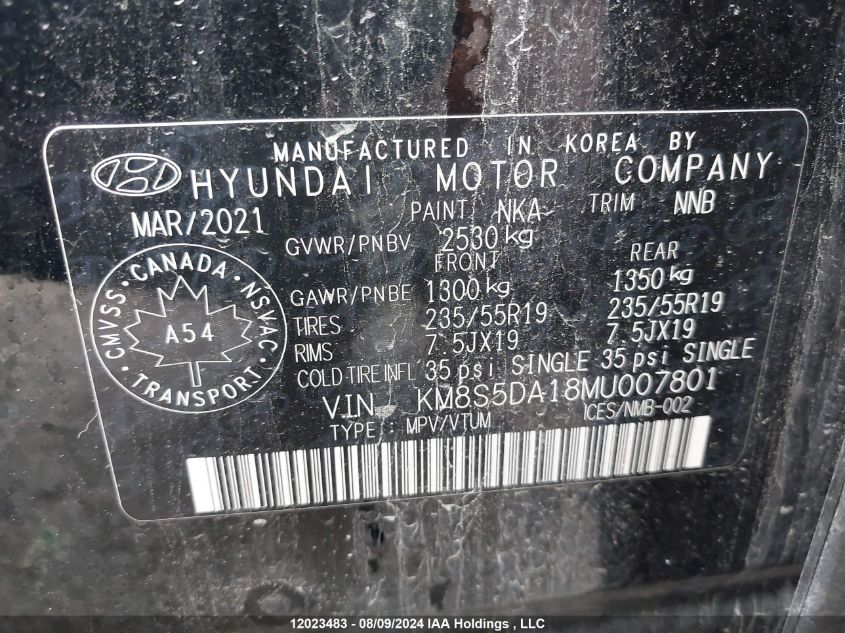 MANUFACTURED IN KOREA BY
HYUNDAI MOTOR COMPANY
MAR/2021 PAINT NKA TRIM NNB
GVWR/PNBV 2530 kg
FRONT REAR
GAWR/PNBE 1300 kg 1350 kg
TIRES 235/55R19 235/55R19
RIMS 7.5JX19 7.5JX19
COLD TIRE INFL 35 psi SINGLE 35 psi SINGLE
VIN KM8S5DA18MU007801
TYPE: MPV/VTUM ICES/NMB-002
CMVSS · CANADA · NSVAC
A54
· TRANSPORT ·
12023483 - 08/09/2024 IAA Holdings , LLC